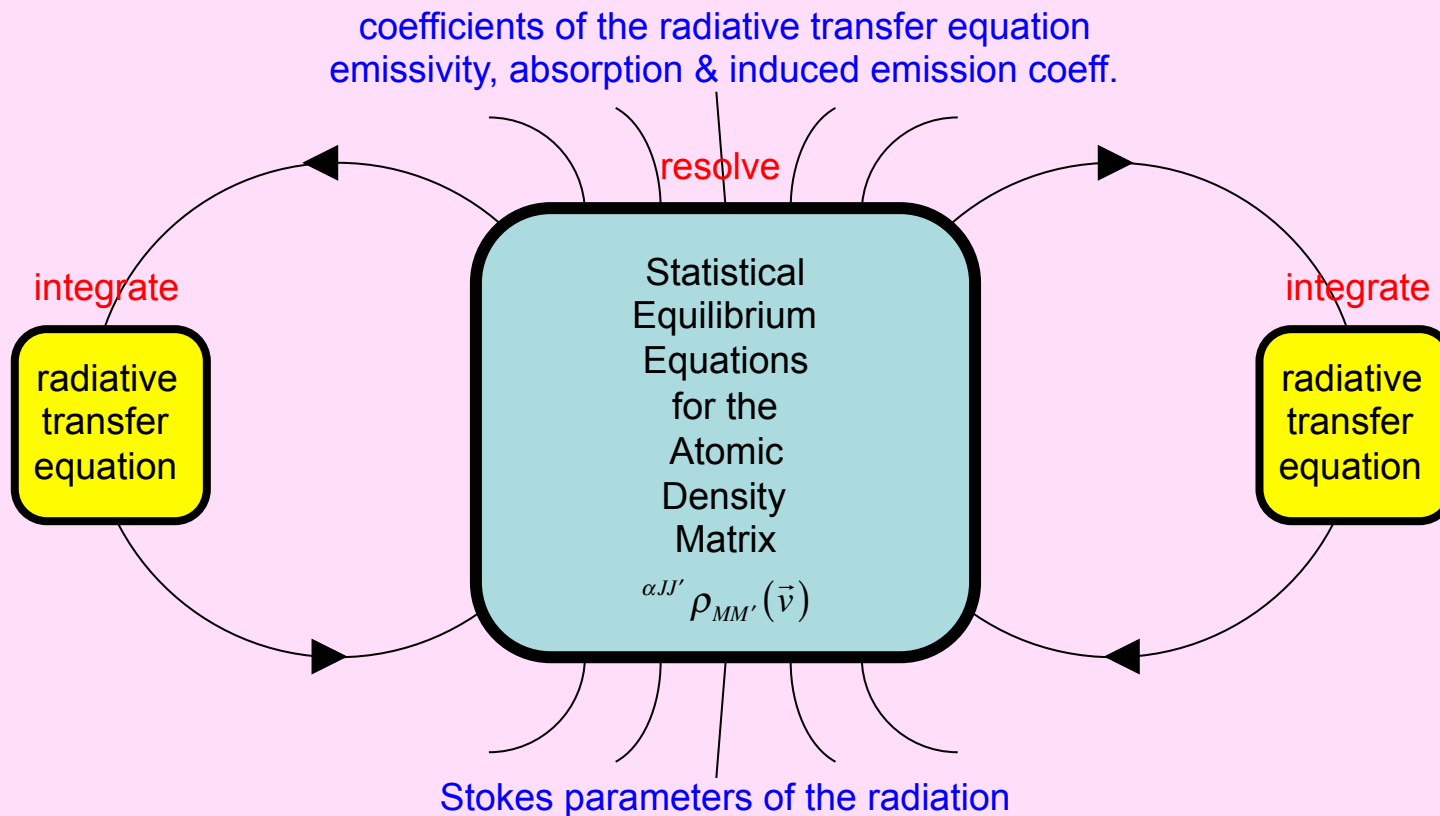 coefficients of the radiative transfer equation
emissivity, absorption & induced emission coeff.
resolve
integrate
radiative
transfer
equation
Statistical
Equilibrium
Equations
for the
Atomic
Density
Matrix
αJJ′ρMM′(v⃗)
integrate
radiative
transfer
equation
Stokes parameters of the radiation